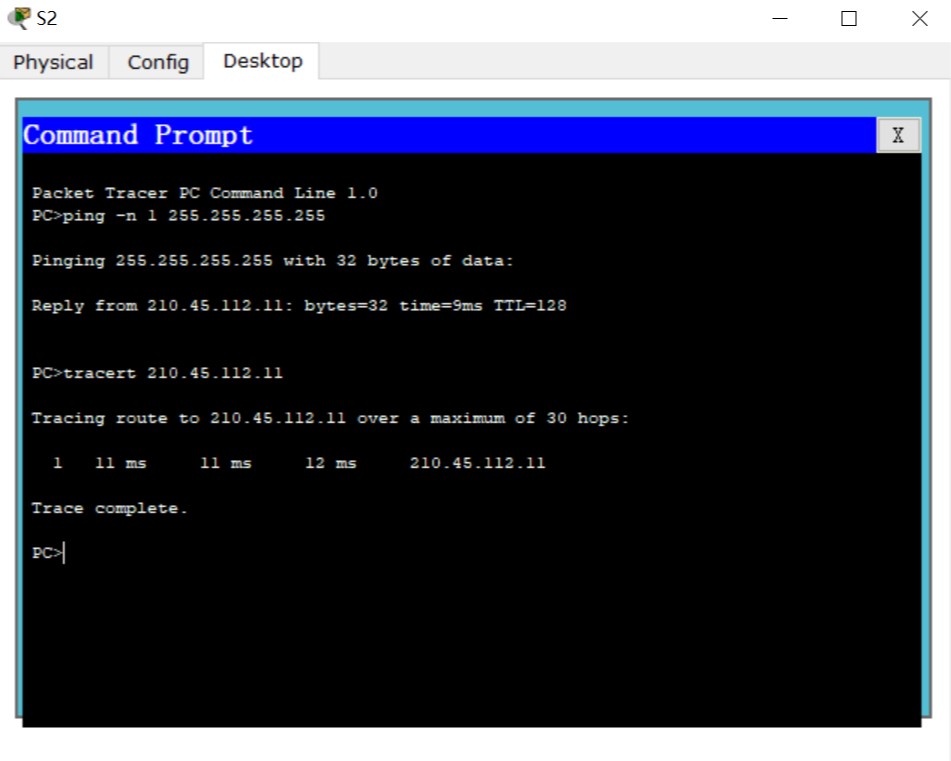 S2
Physical Config Desktop
Command Prompt X
Packet Tracer PC Command Line 1.0
PC>ping -n 1 255.255.255.255
Pinging 255.255.255.255 with 32 bytes of data:
Reply from 210.45.112.11: bytes=32 time=9ms TTL=128
PC>tracert 210.45.112.11
Tracing route to 210.45.112.11 over a maximum of 30 hops:
1 11 ms 11 ms 12 ms 210.45.112.11
Trace complete.
PC>